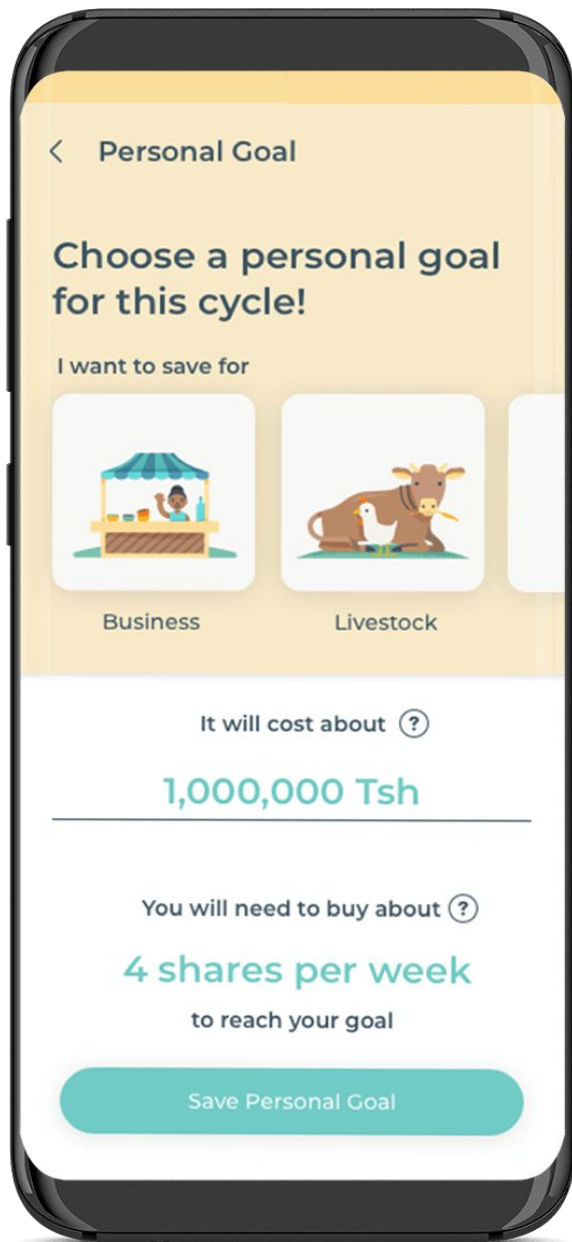 Personal Goal
Choose a personal goal
for this cycle!
I want to save for
Business
Livestock
It will cost about ?
1,000,000 Tsh
You will need to buy about ?
4 shares per week
to reach your goal
Save Personal Goal